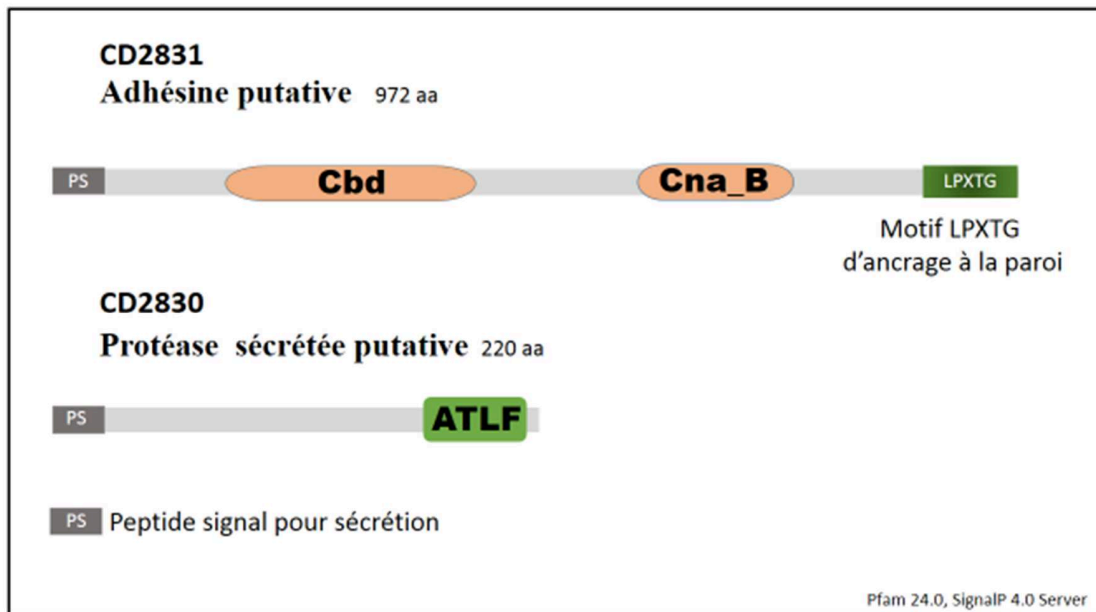 CD2831
Adhésine putative 972 aa
PS Cbd Cna_B LPXTG
Motif LPXTG
d'ancrage à la paroi
CD2830
Protéase sécrétée putative 220 aa
PS ATLF
PS Peptide signal pour sécrétion
Pfam 24.0, SignalP 4.0 Server